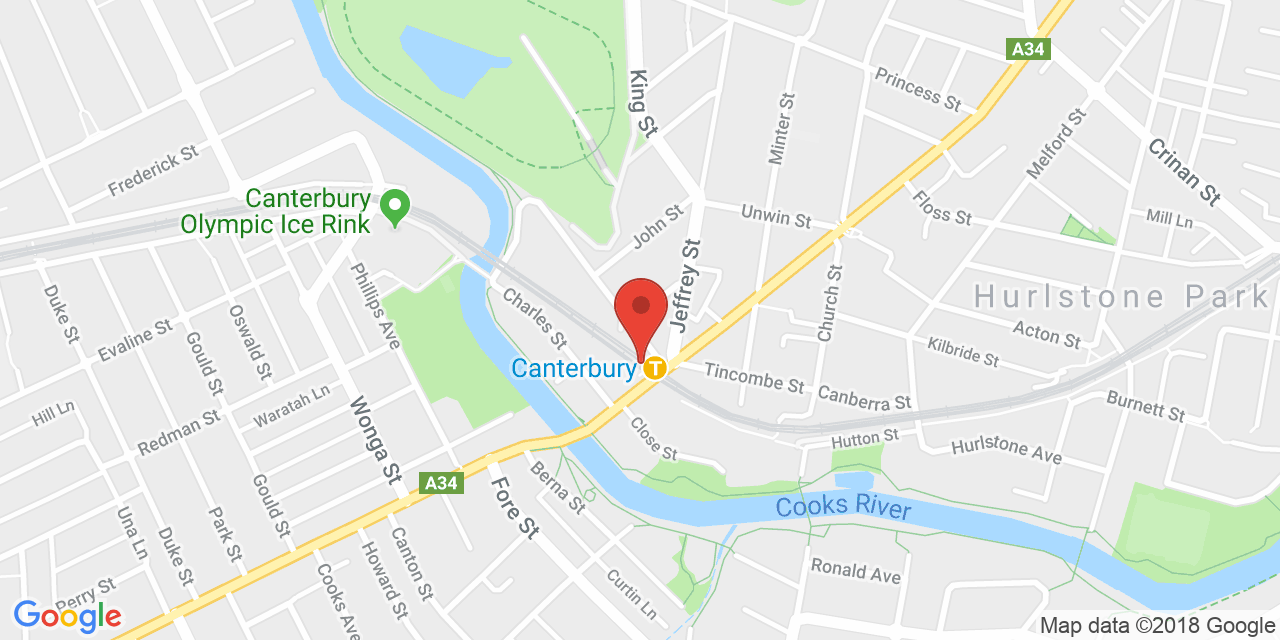 A34
King St
Princess St
Minter St
Melford St
Crinan St
Frederick St
Canterbury
Olympic Ice Rink
John St
Unwin St
Floss St
Mill Ln
Jeffrey St
Church St
Hurlstone Park
Phillips Ave
Charles St
Duke St
Evaline St
Gould St
Oswald St
Acton St
Kilbride St
Canterbury
T
Tincombe St
Canberra St
Burnett St
Hill Ln
Redman St
Waratah Ln
Wonga St
Close St
Hutton St
Hurlstone Ave
A34
Fore St
Berna St
Cooks River
Una Ln
Duke St
Park St
Gould St
Canton St
Howard St
Cooks Ave
Curtin Ln
Ronald Ave
Perry St
Google
Map data ©2018 Google